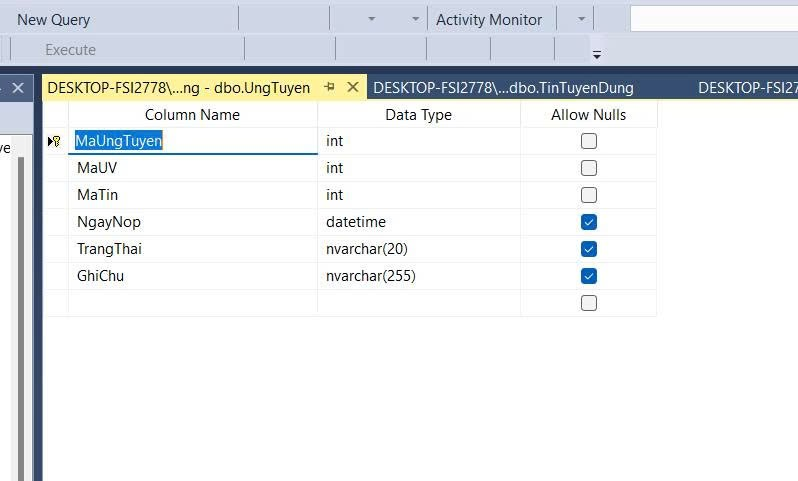 New Query Activity Monitor
Execute
DESKTOP-FSI2778\...ng - dbo.UngTuyen DESKTOP-FSI2778\...dbo.TinTuyenDung DESKTOP-FSI27
Column Name Data Type Allow Nulls
MaUngTuyen int
MaUV int
MaTin int
NgayNop datetime
TrangThai nvarchar(20)
GhiChu nvarchar(255)